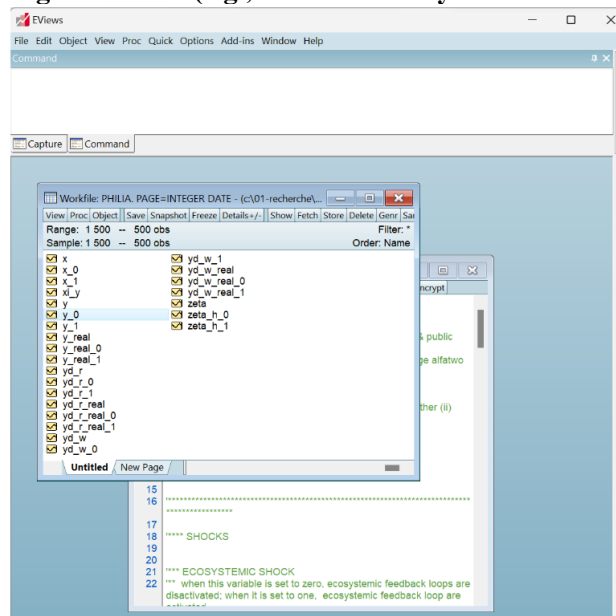 EViews
File Edit Object View Proc Quick Options Add-ins Window Help
Command
Capture Command
Workfile: PHILIA. PAGE=INTEGER DATE - (c:\01-recherche\...
View Proc Object Save Snapshot Freeze Details+/- Show Fetch Store Delete Genr
Range: 1 500 -- 500 obs Filter: *
Sample: 1 500 -- 500 obs Order: Name
x
x_0
x_1
xi_y
y
y_0
y_1
y_real
y_real_0
y_real_1
yd_r
yd_r_0
yd_r_1
yd_r_real
yd_r_real_0
yd_r_real_1
yd_w
yd_w_0
yd_w_1
yd_w_real
yd_w_real_0
yd_w_real_1
zeta
zeta_h_0
zeta_h_1
Untitled New Page
ncrypt
& public
ge alfatwo
ther (ii)
15
16 '******************************************************************************
*****************
17
18 '**** SHOCKS
19
20
21 '*** ECOSYSTEMIC SHOCK
22 '** when this variable is set to zero, ecosystemic feedback loops are
disactivated; when it is set to one, ecosystemic feedback loop are